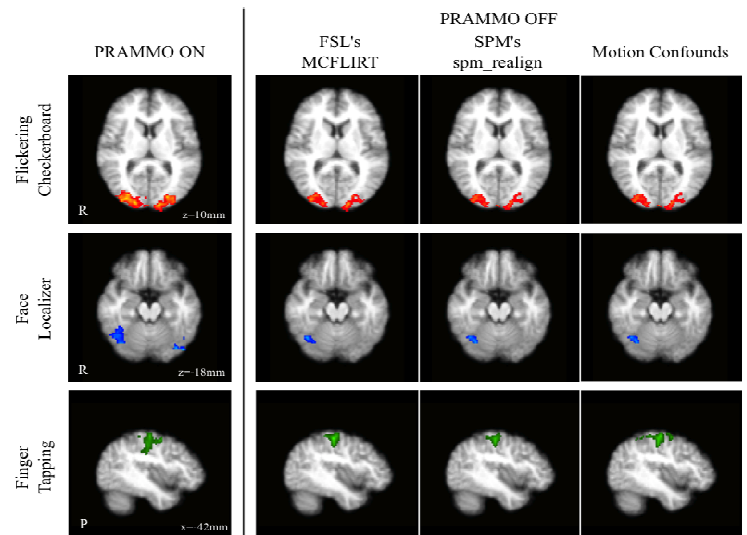 PRAMMO OFF
PRAMMO ON
FSL's
MCFLIRT
SPM's
spm_realign
Motion Confounds
Flickering
Checkerboard
R
z=10mm
Face
Localizer
R
z=-18mm
Finger
Tapping
P
x=-42mm